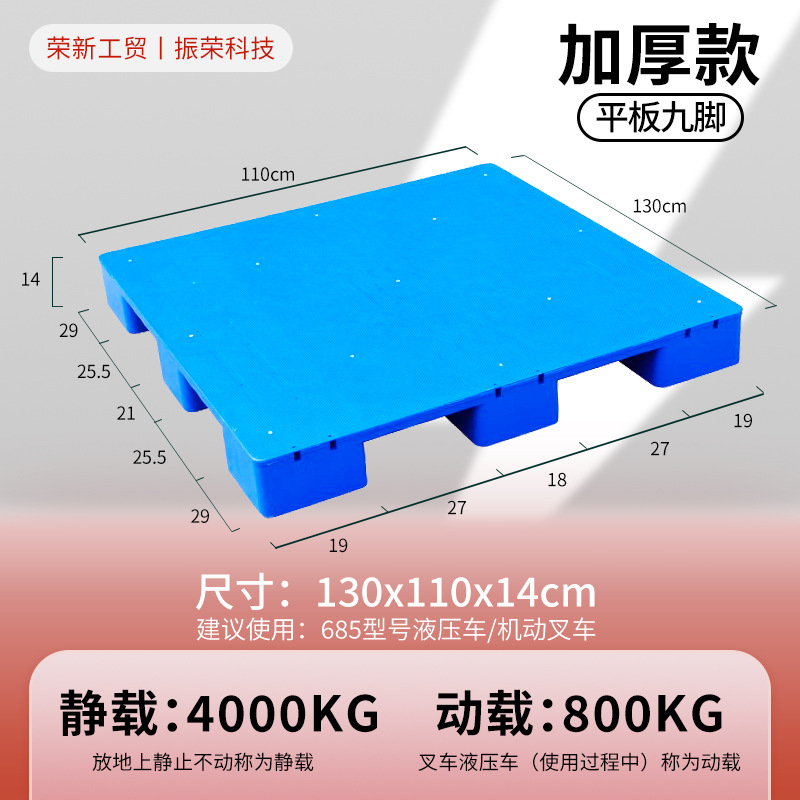 荣新工贸丨振荣科技
加厚款
平板九脚
110cm
130cm
14
29
25.5
21
25.5
29
19
27
18
27
19
尺寸：130x110x14cm
建议使用：685型号液压车/机动叉车
静载：4000KG
放地上静止不动称为静载
动载：800KG
叉车液压车（使用过程中）称为动载